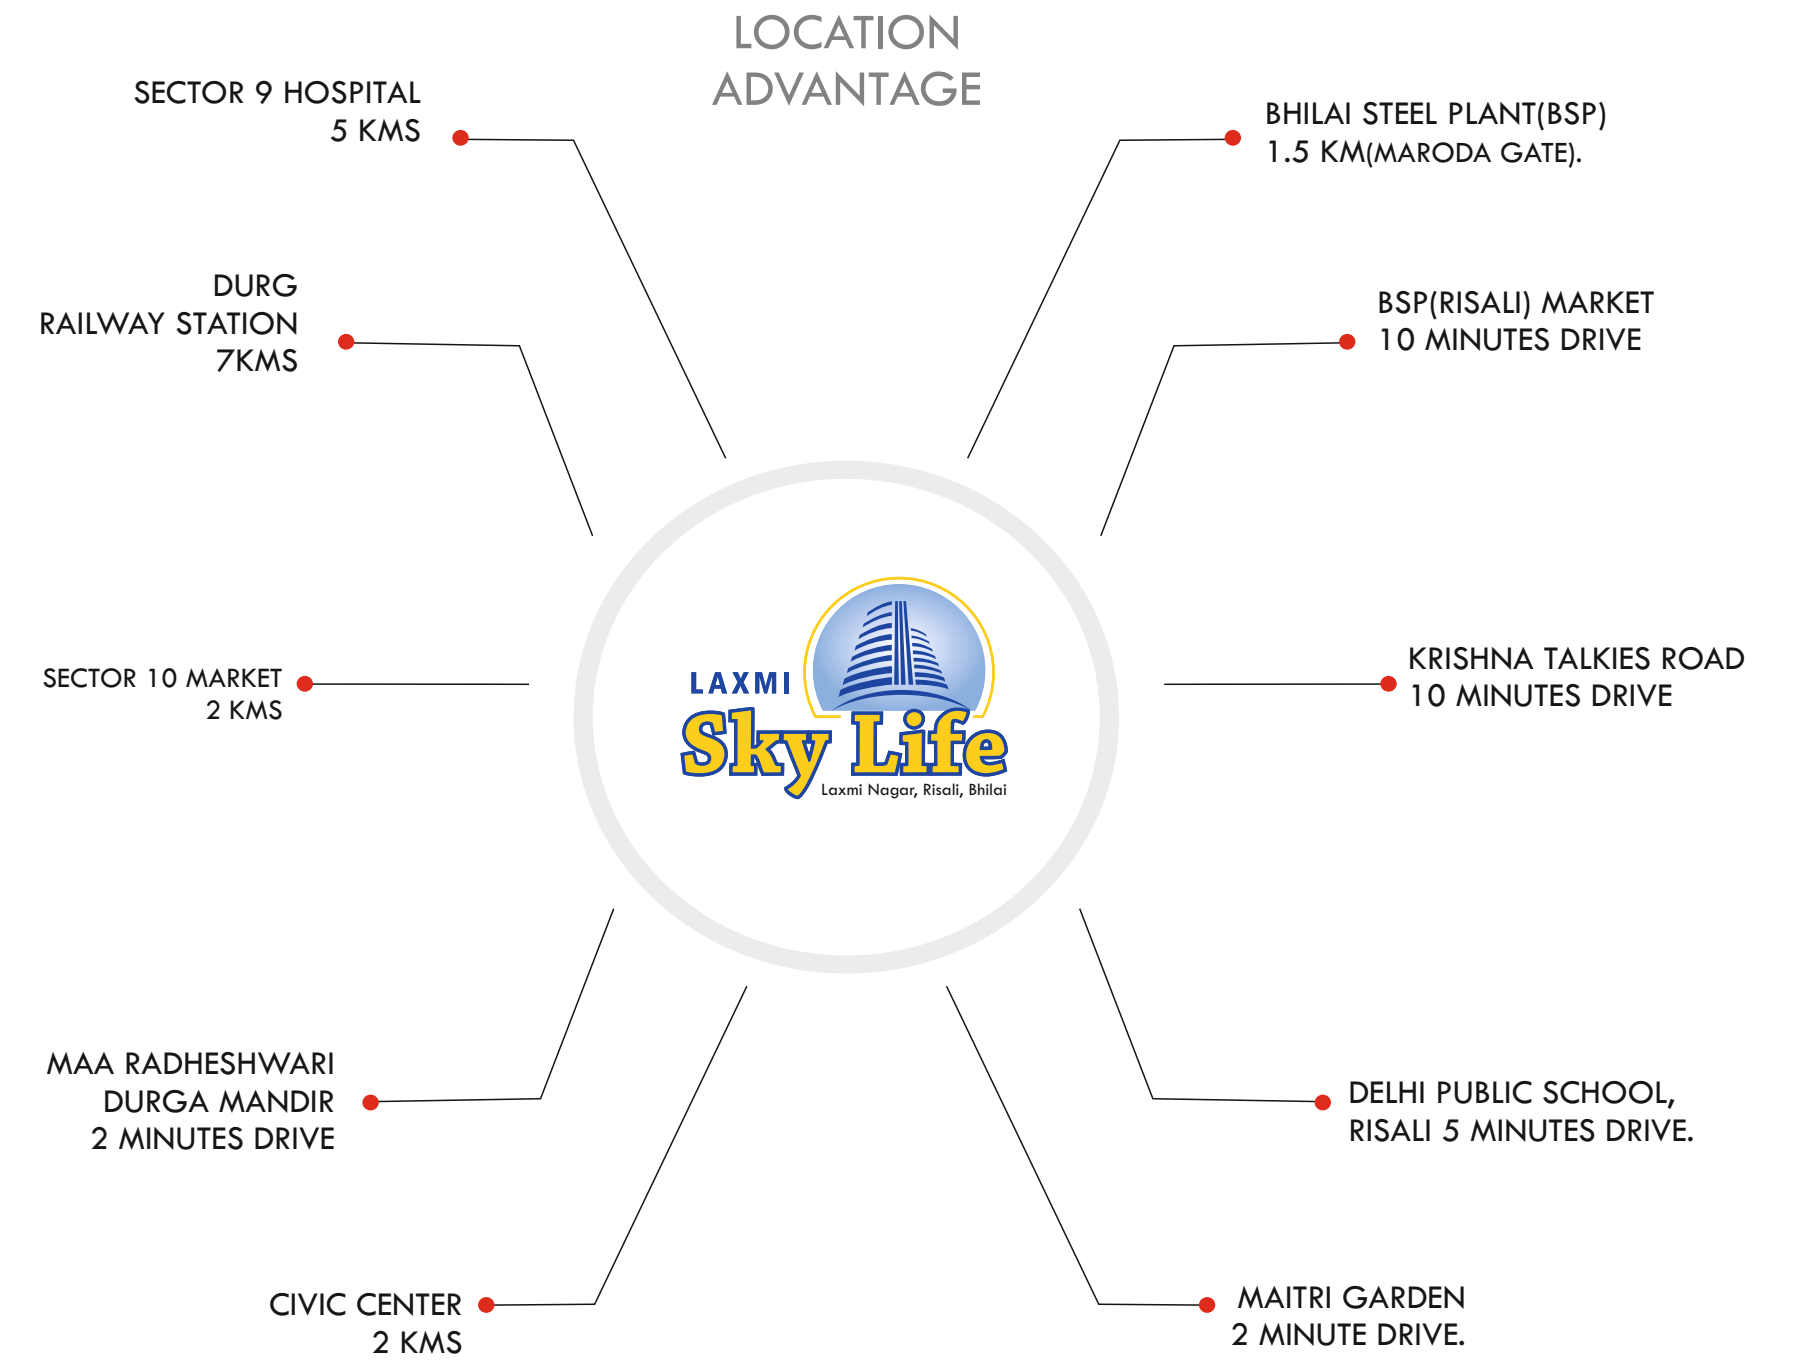 LOCATION
ADVANTAGE
SECTOR 9 HOSPITAL
5 KMS
BHILAI STEEL PLANT(BSP)
1.5 KM(MARODA GATE).
DURG
RAILWAY STATION
7KMS
BSP(RISALI) MARKET
10 MINUTES DRIVE
SECTOR 10 MARKET
2 KMS
LAXMI
Sky Life
Laxmi Nagar, Risali, Bhilai
KRISHNA TALKIES ROAD
10 MINUTES DRIVE
MAA RADHESHWARI
DURGA MANDIR
2 MINUTES DRIVE
DELHI PUBLIC SCHOOL,
RISALI 5 MINUTES DRIVE.
CIVIC CENTER
2 KMS
MAITRI GARDEN
2 MINUTE DRIVE.